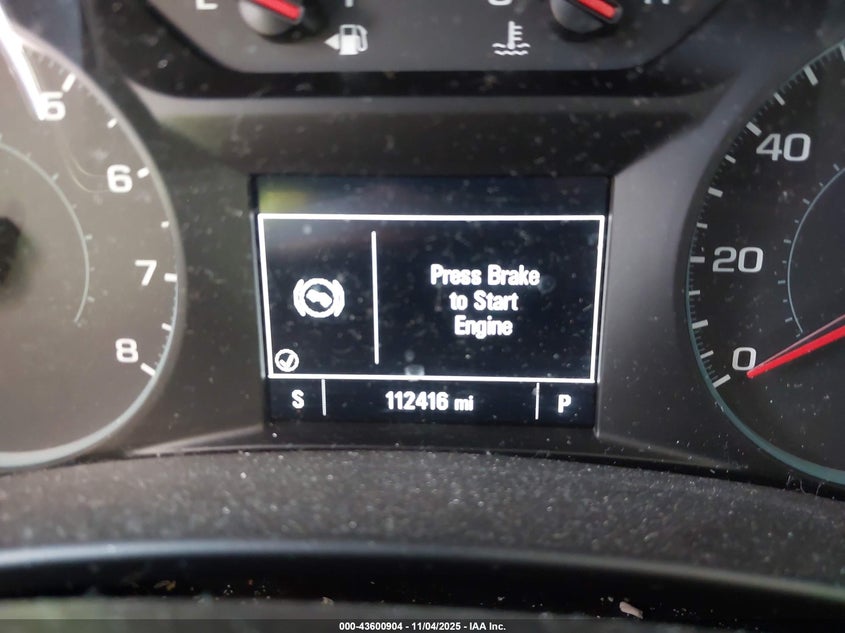 5
6
7
8
40
20
0
Press Brake
to Start
Engine
S 112416 mi P
000-43600904 - 11/04/2025 - IAA Inc.